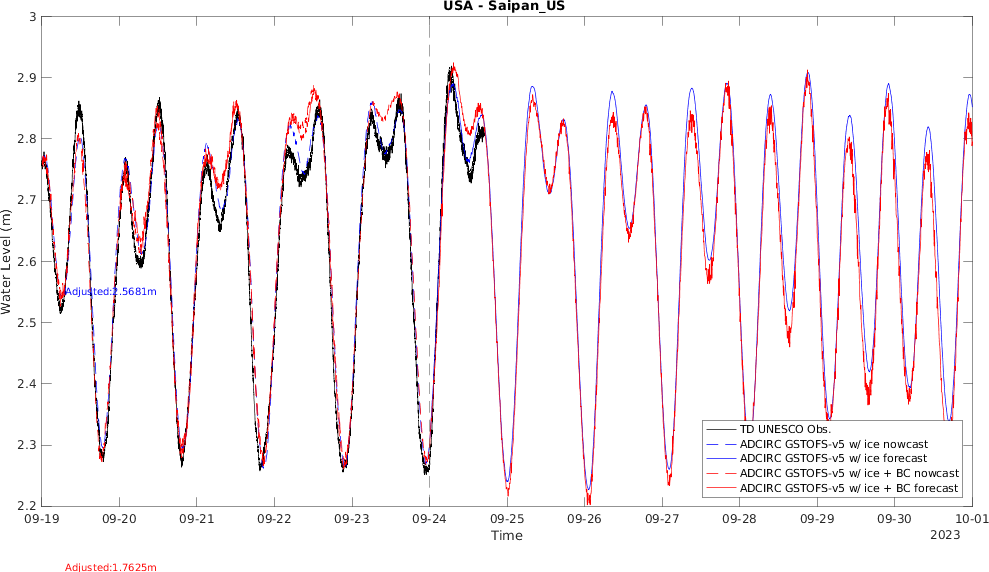 USA - Saipan_US
3
2.9
2.8
2.7
2.6
2.5
2.4
2.3
2.2
Water Level (m)
Adjusted:2.5681m
TD UNESCO Obs.
ADCIRC GSTOFS-v5 w/ ice nowcast
ADCIRC GSTOFS-v5 w/ ice forecast
ADCIRC GSTOFS-v5 w/ ice + BC nowcast
ADCIRC GSTOFS-v5 w/ ice + BC forecast
09-19 09-20 09-21 09-22 09-23 09-24 09-25 09-26 09-27 09-28 09-29 09-30 10-01
Time
2023
Adjusted:1.7625m